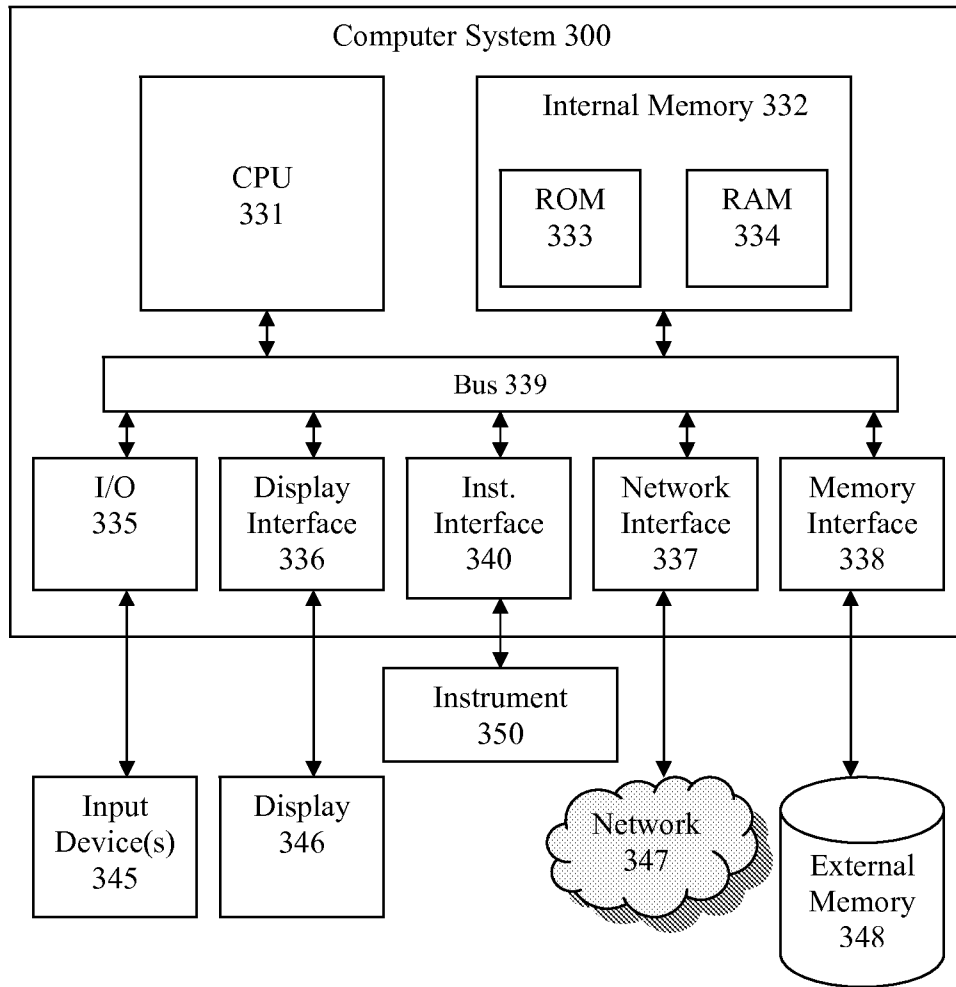 Computer System 300
CPU
331
Internal Memory 332
ROM
333
RAM
334
Bus 339
I/O
335
Display
Interface
336
Inst.
Interface
340
Network
Interface
337
Memory
Interface
338
Instrument
350
Input
Device(s)
345
Display
346
Network
347
External
Memory
348